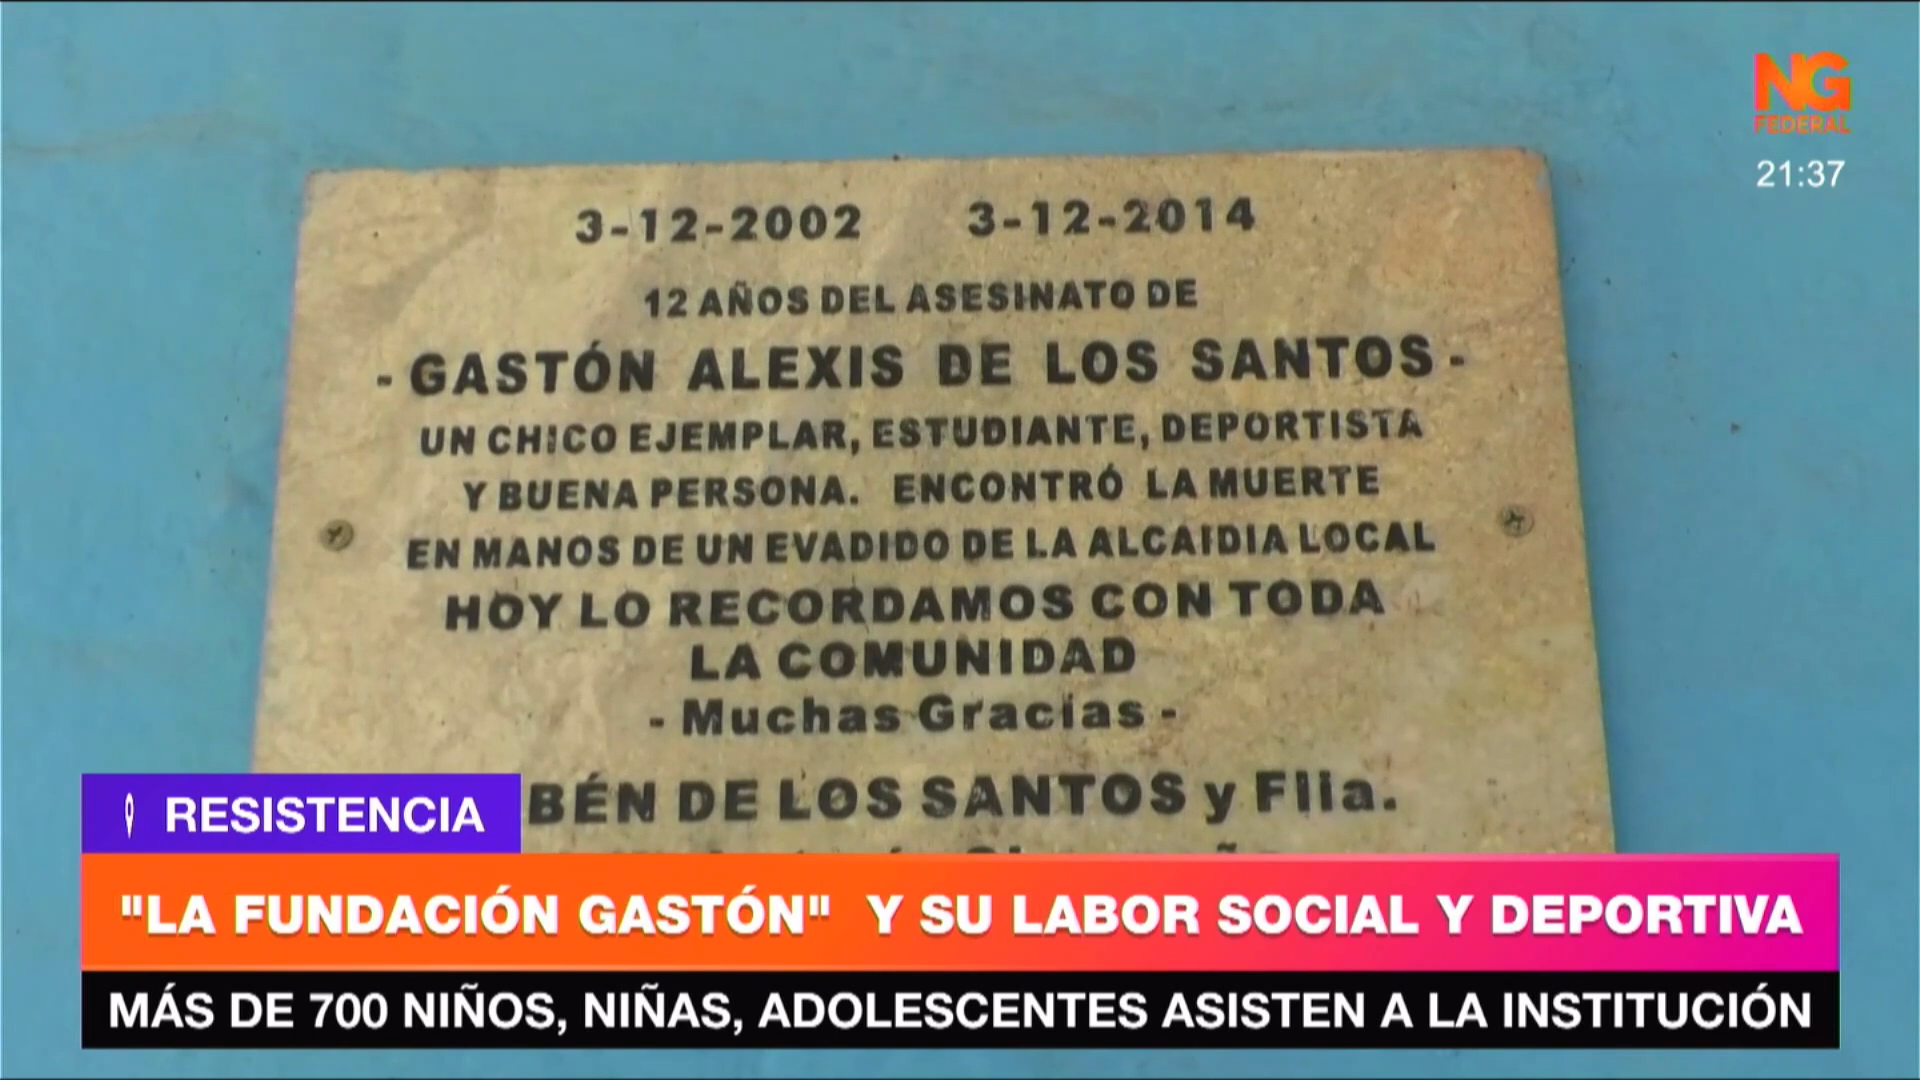 NG
FEDERAL
21:37
3-12-2002 3-12-2014
12 AÑOS DEL ASESINATO DE
- GASTÓN ALEXIS DE LOS SANTOS -
UN CHICO EJEMPLAR, ESTUDIANTE, DEPORTISTA
Y BUENA PERSONA. ENCONTRÓ LA MUERTE
EN MANOS DE UN EVADIDO DE LA ALCAIDIA LOCAL
HOY LO RECORDAMOS CON TODA
LA COMUNIDAD
- Muchas Gracias -
BÉN DE LOS SANTOS y Flia.
RESISTENCIA
"LA FUNDACIÓN GASTÓN" Y SU LABOR SOCIAL Y DEPORTIVA
MÁS DE 700 NIÑOS, NIÑAS, ADOLESCENTES ASISTEN A LA INSTITUCIÓN